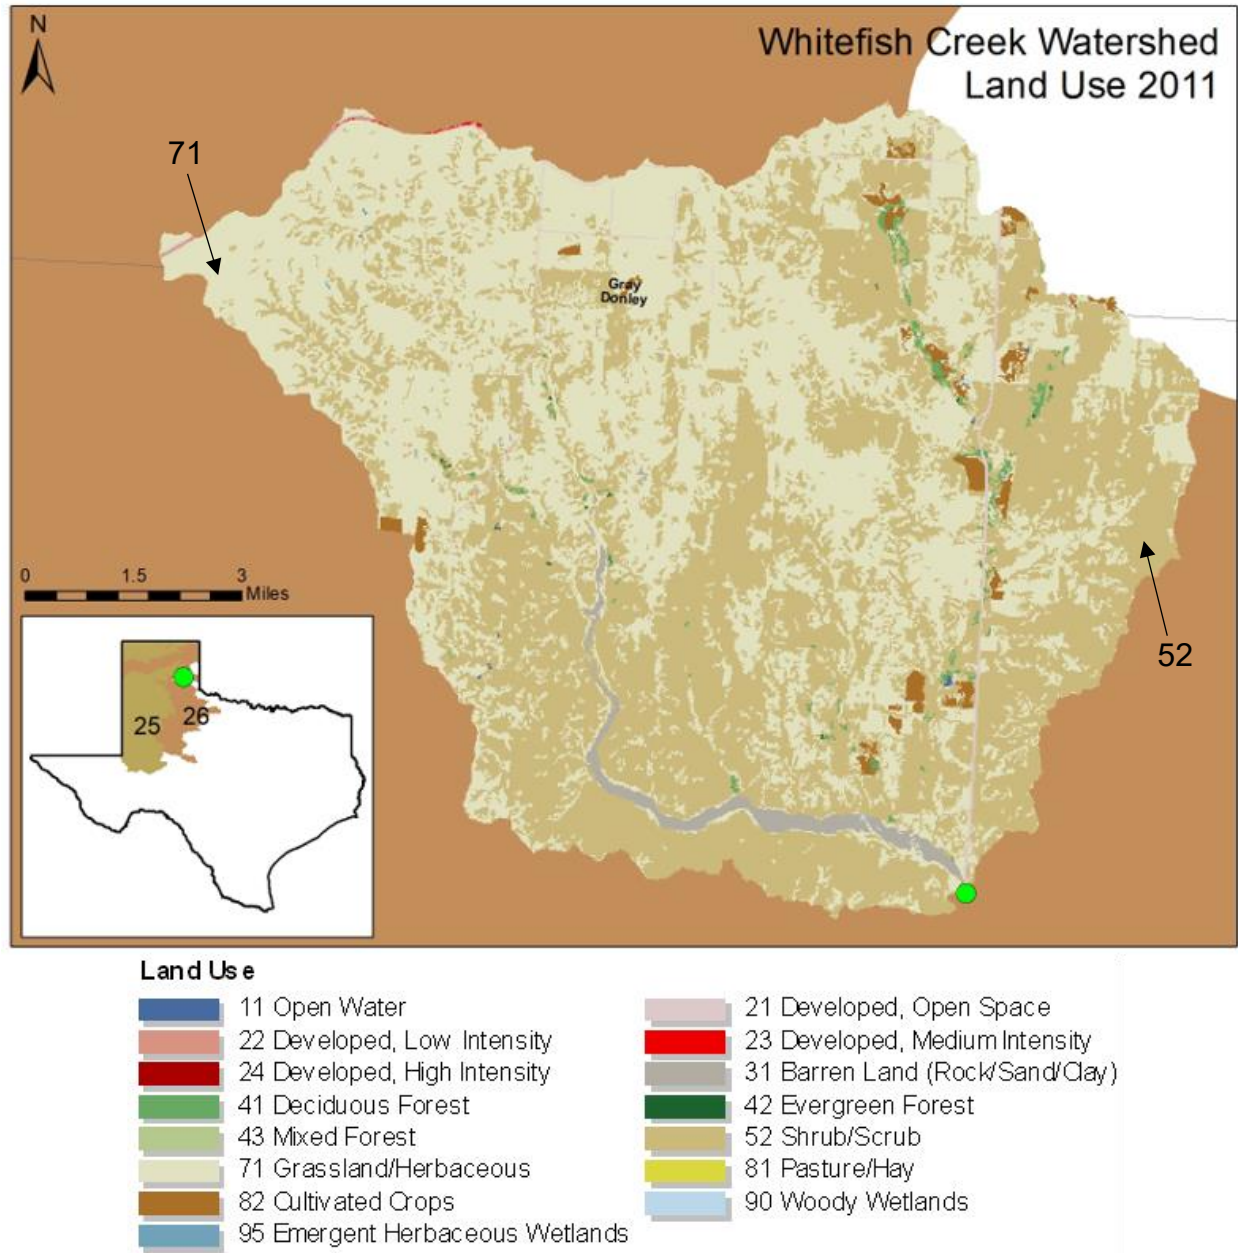 N
Whitefish Creek Watershed
Land Use 2011
71
Gray
Donley
52
0 1.5 3
Miles
25
26
Land Use
11 Open Water
22 Developed, Low Intensity
24 Developed, High Intensity
41 Deciduous Forest
43 Mixed Forest
71 Grassland/Herbaceous
82 Cultivated Crops
95 Emergent Herbaceous Wetlands
21 Developed, Open Space
23 Developed, Medium Intensity
31 Barren Land (Rock/Sand/Clay)
42 Evergreen Forest
52 Shrub/Scrub
81 Pasture/Hay
90 Woody Wetlands